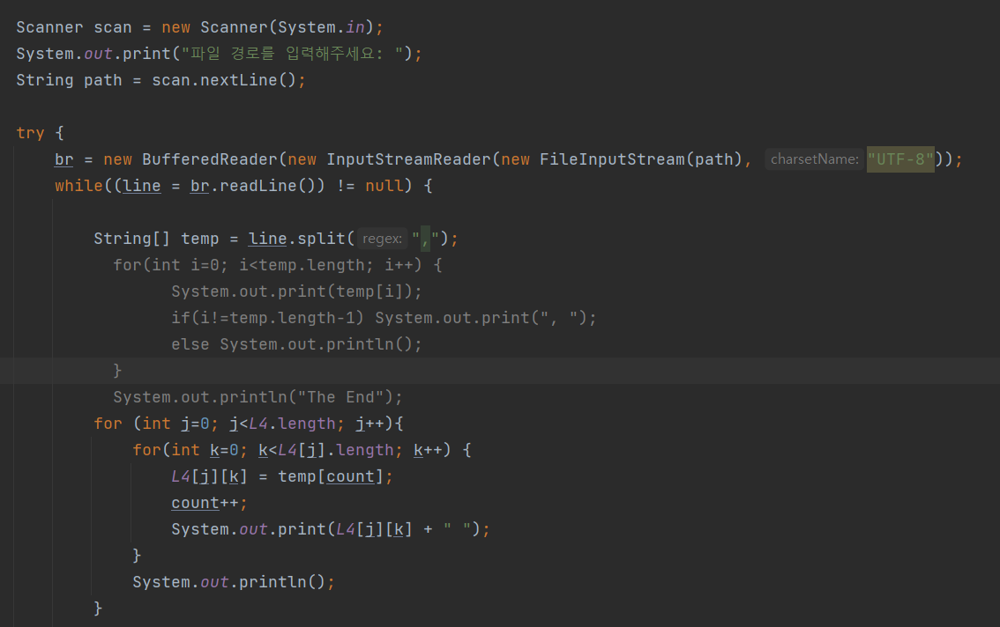 Scanner scan = new Scanner(System.in);
System.out.print("파일 경로를 입력해주세요: ");
String path = scan.nextLine();
try {
br = new BufferedReader(new InputStreamReader(new FileInputStream(path), charsetName: "UTF-8"));
while((line = br.readLine()) != null) {
String[] temp = line.split( regex: ",");
for(int i=0; i<temp.length; i++) {
System.out.print(temp[i]);
if(i!=temp.length-1) System.out.print(", ");
else System.out.println();
}
System.out.println("The End");
for (int j=0; j<L4.length; j++){
for(int k=0; k<L4[j].length; k++) {
L4[j][k] = temp[count];
count++;
System.out.print(L4[j][k] + " ");
}
System.out.println();
}